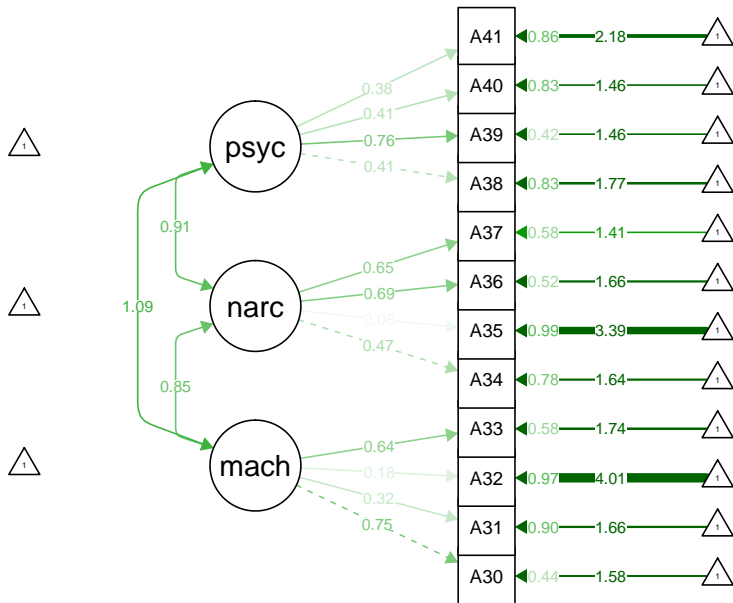 A41 0.86 2.18 1
0.38
A40 0.83 1.46 1
0.41
psyc 0.76 A39 0.42 1.46 1
1
0.41
A38 0.83 1.77 1
0.91
A37 0.58 1.41 1
0.65
0.69 A36 0.52 1.66 1
1 narc
1.09
0.08
A35 0.99 3.39 1
0.47
A34 0.78 1.64 1
0.85
A33 0.58 1.74 1
0.64
1 mach
0.18 A32 0.97 4.01 1
0.32
A31 0.90 1.66 1
0.75
A30 0.44 1.58 1